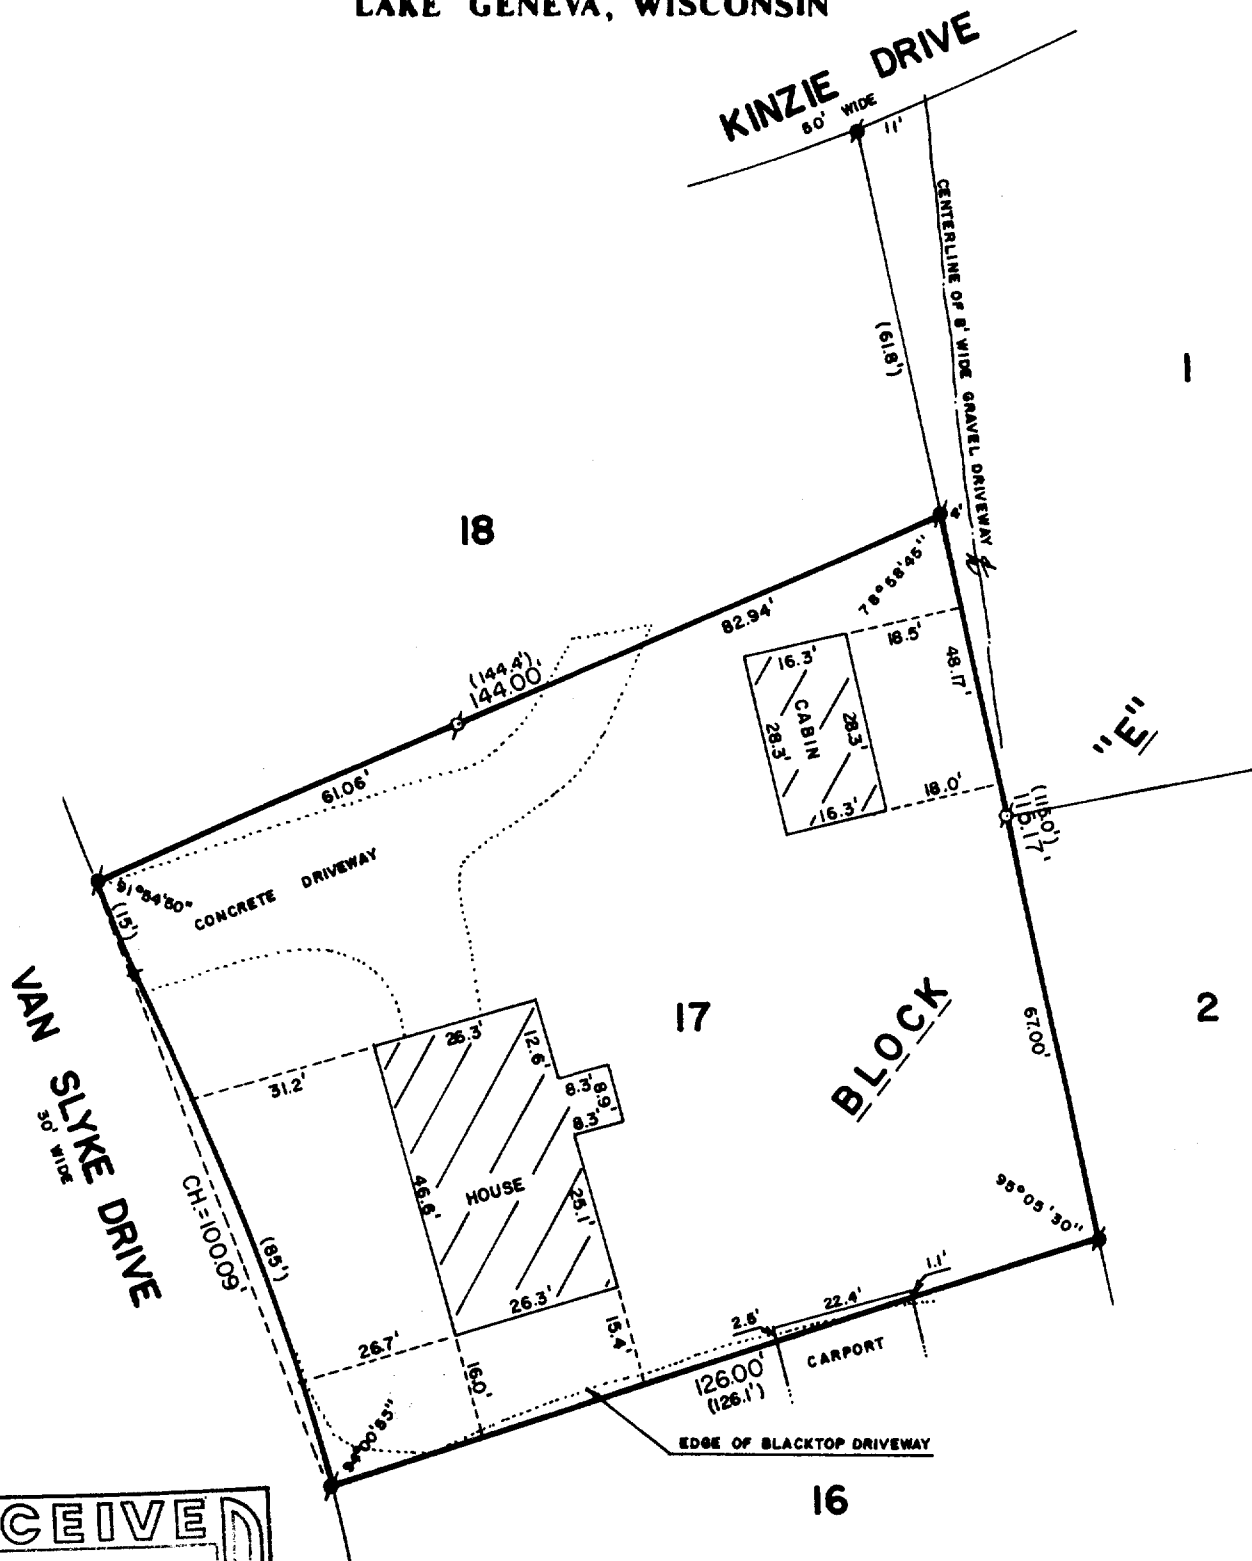 LAKE GENEVA, WISCONSIN
KINZIE DRIVE
60' WIDE
11'
CENTERLINE OF 8' WIDE GRAVEL DRIVEWAY
(61.8')
1
18
4'
78°58'45"
82.94'
18.5'
(144.4')
144.00'
16.3'
48.17'
CABIN
28.3'
28.3'
"E"
61.06'
18.0'
16.3'
(115.0')
115.17'
91°54'50"
CONCRETE DRIVEWAY
(15')
VAN SLYKE DRIVE
30' WIDE
17
BLOCK
2
67.00'
26.3'
12.6'
31.2'
8.3'
8.9'
8.3'
46.6'
HOUSE
25.1'
95°05'30"
CH.=100.09'
(85')
26.3'
1.1'
22.4'
2.6'
15.4'
26.7'
CARPORT
16.0'
126.00'
(126.1')
EDGE OF BLACKTOP DRIVEWAY
16
CEIVE